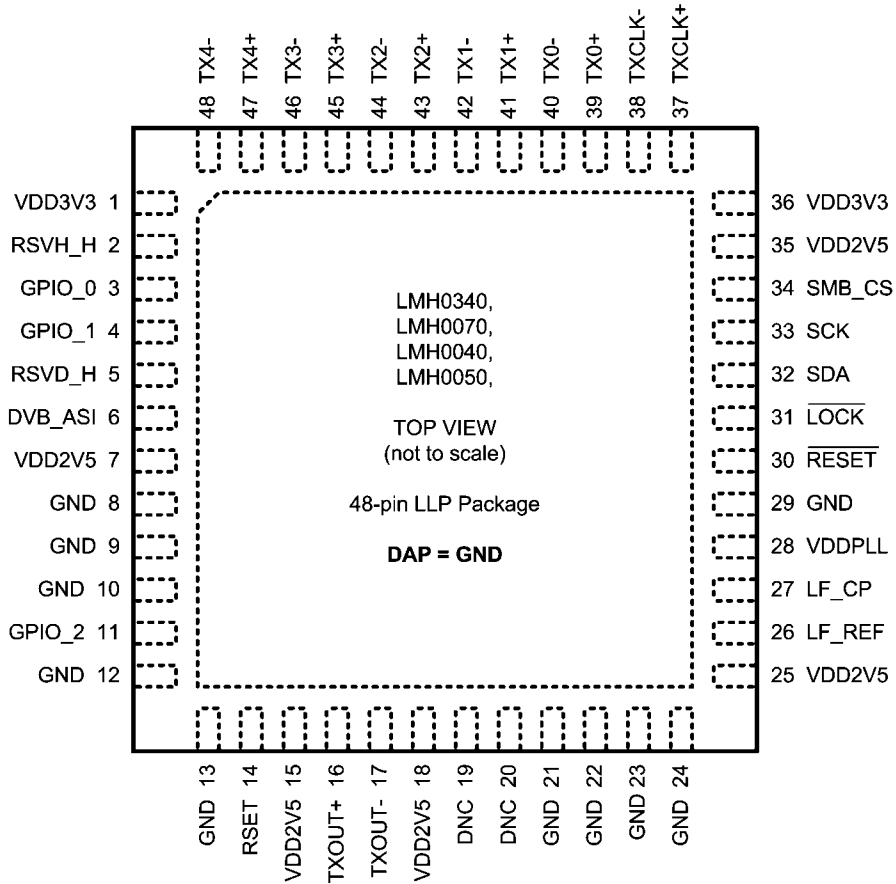 48 TX4-
47 TX4+
46 TX3-
45 TX3+
44 TX2-
43 TX2+
42 TX1-
41 TX1+
40 TX0-
39 TX0+
38 TXCLK-
37 TXCLK+
VDD3V3 1
RSVH_H 2
GPIO_0 3
GPIO_1 4
RSVD_H 5
DVB_ASI 6
VDD2V5 7
GND 8
GND 9
GND 10
GPIO_2 11
GND 12
LMH0340,
LMH0070,
LMH0040,
LMH0050,
TOP VIEW
(not to scale)
48-pin LLP Package
DAP = GND
36 VDD3V3
35 VDD2V5
34 SMB_CS
33 SCK
32 SDA
31 LOCK
30 RESET
29 GND
28 VDDPLL
27 LF_CP
26 LF_REF
25 VDD2V5
GND 13
RSET 14
VDD2V5 15
TXOUT+ 16
TXOUT- 17
VDD2V5 18
DNC 19
DNC 20
GND 21
GND 22
GND 23
GND 24